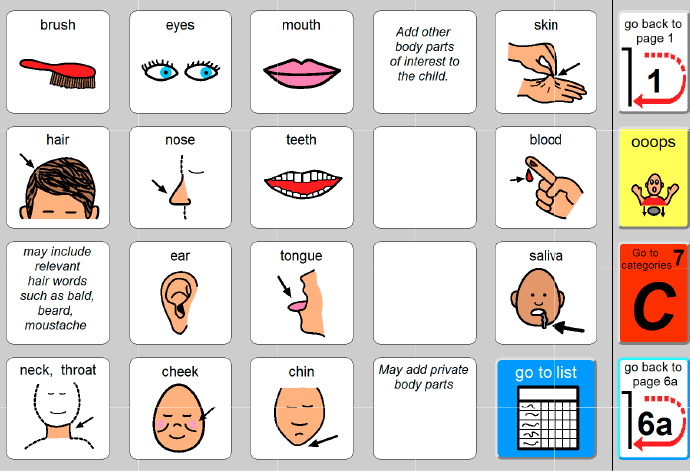 brush
eyes
mouth
Add other
body parts
of interest to
the child.
skin
go back to
page 1
1
hair
nose
teeth
blood
ooops
may include
relevant
hair words
such as bald,
beard,
moustache
ear
tongue
saliva
Go to
categories 7
C
neck, throat
cheek
chin
May add private
body parts
go to list
go back to
page 6a
6a